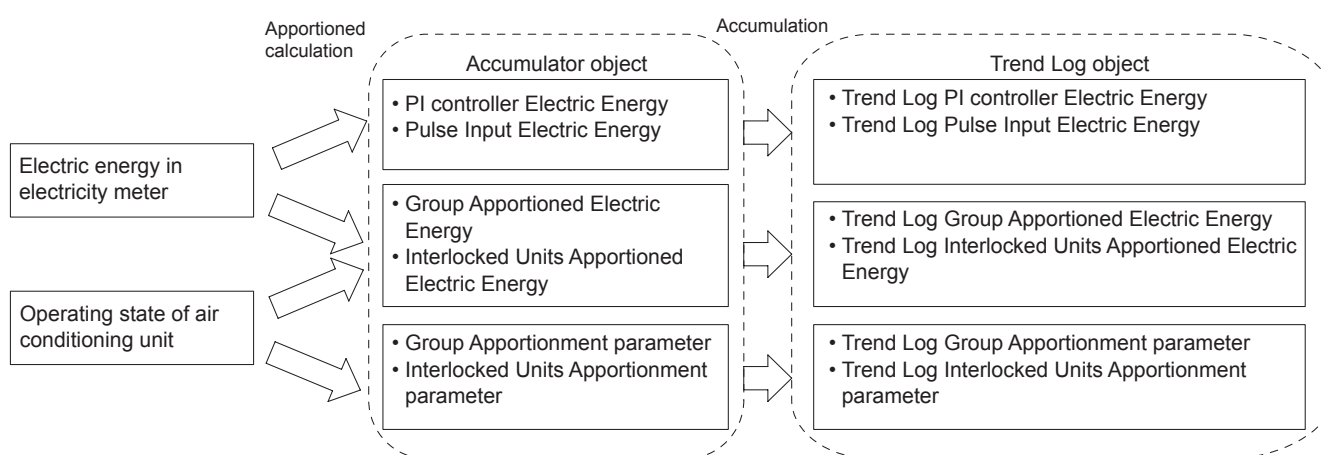 Apportioned
calculation
Accumulation
Accumulator object
Trend Log object
• PI controller Electric Energy
• Pulse Input Electric Energy
• Trend Log PI controller Electric Energy
• Trend Log Pulse Input Electric Energy
Electric energy in
electricity meter
• Group Apportioned Electric
Energy
• Interlocked Units Apportioned
Electric Energy
• Trend Log Group Apportioned Electric Energy
• Trend Log Interlocked Units Apportioned Electric
Energy
Operating state of air
conditioning unit
• Group Apportionment parameter
• Interlocked Units Apportionment
parameter
• Trend Log Group Apportionment parameter
• Trend Log Interlocked Units Apportionment
parameter